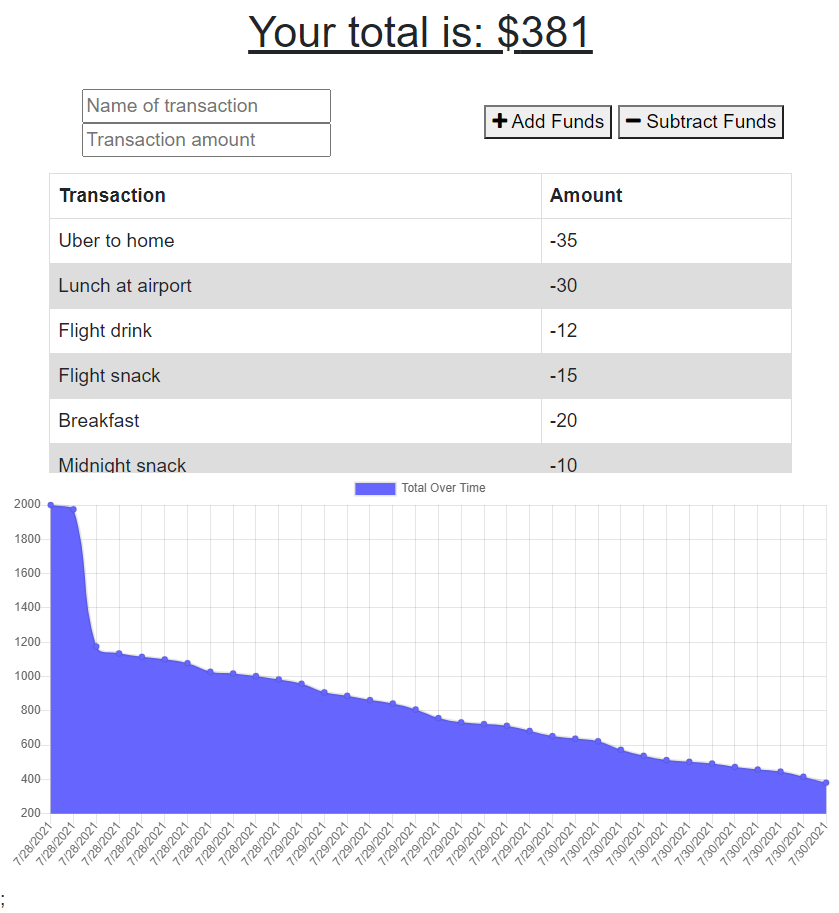 Your total is: $381
Name of transaction
Transaction amount
Add Funds
Subtract Funds
Transaction Amount
Uber to home -35
Lunch at airport -30
Flight drink -12
Flight snack -15
Breakfast -20
Midnight snack -10
Total Over Time
2000
1800
1600
1400
1200
1000
800
600
400
200
7/28/2021 7/28/2021 7/28/2021 7/28/2021 7/28/2021 7/28/2021 7/28/2021 7/28/2021 7/28/2021 7/28/2021 7/28/2021 7/29/2021 7/29/2021 7/29/2021 7/29/2021 7/29/2021 7/29/2021 7/29/2021 7/29/2021 7/29/2021 7/29/2021 7/29/2021 7/29/2021 7/30/2021 7/30/2021 7/30/2021 7/30/2021 7/30/2021 7/30/2021 7/30/2021 7/30/2021 7/30/2021 7/30/2021 7/30/2021 7/30/2021
;